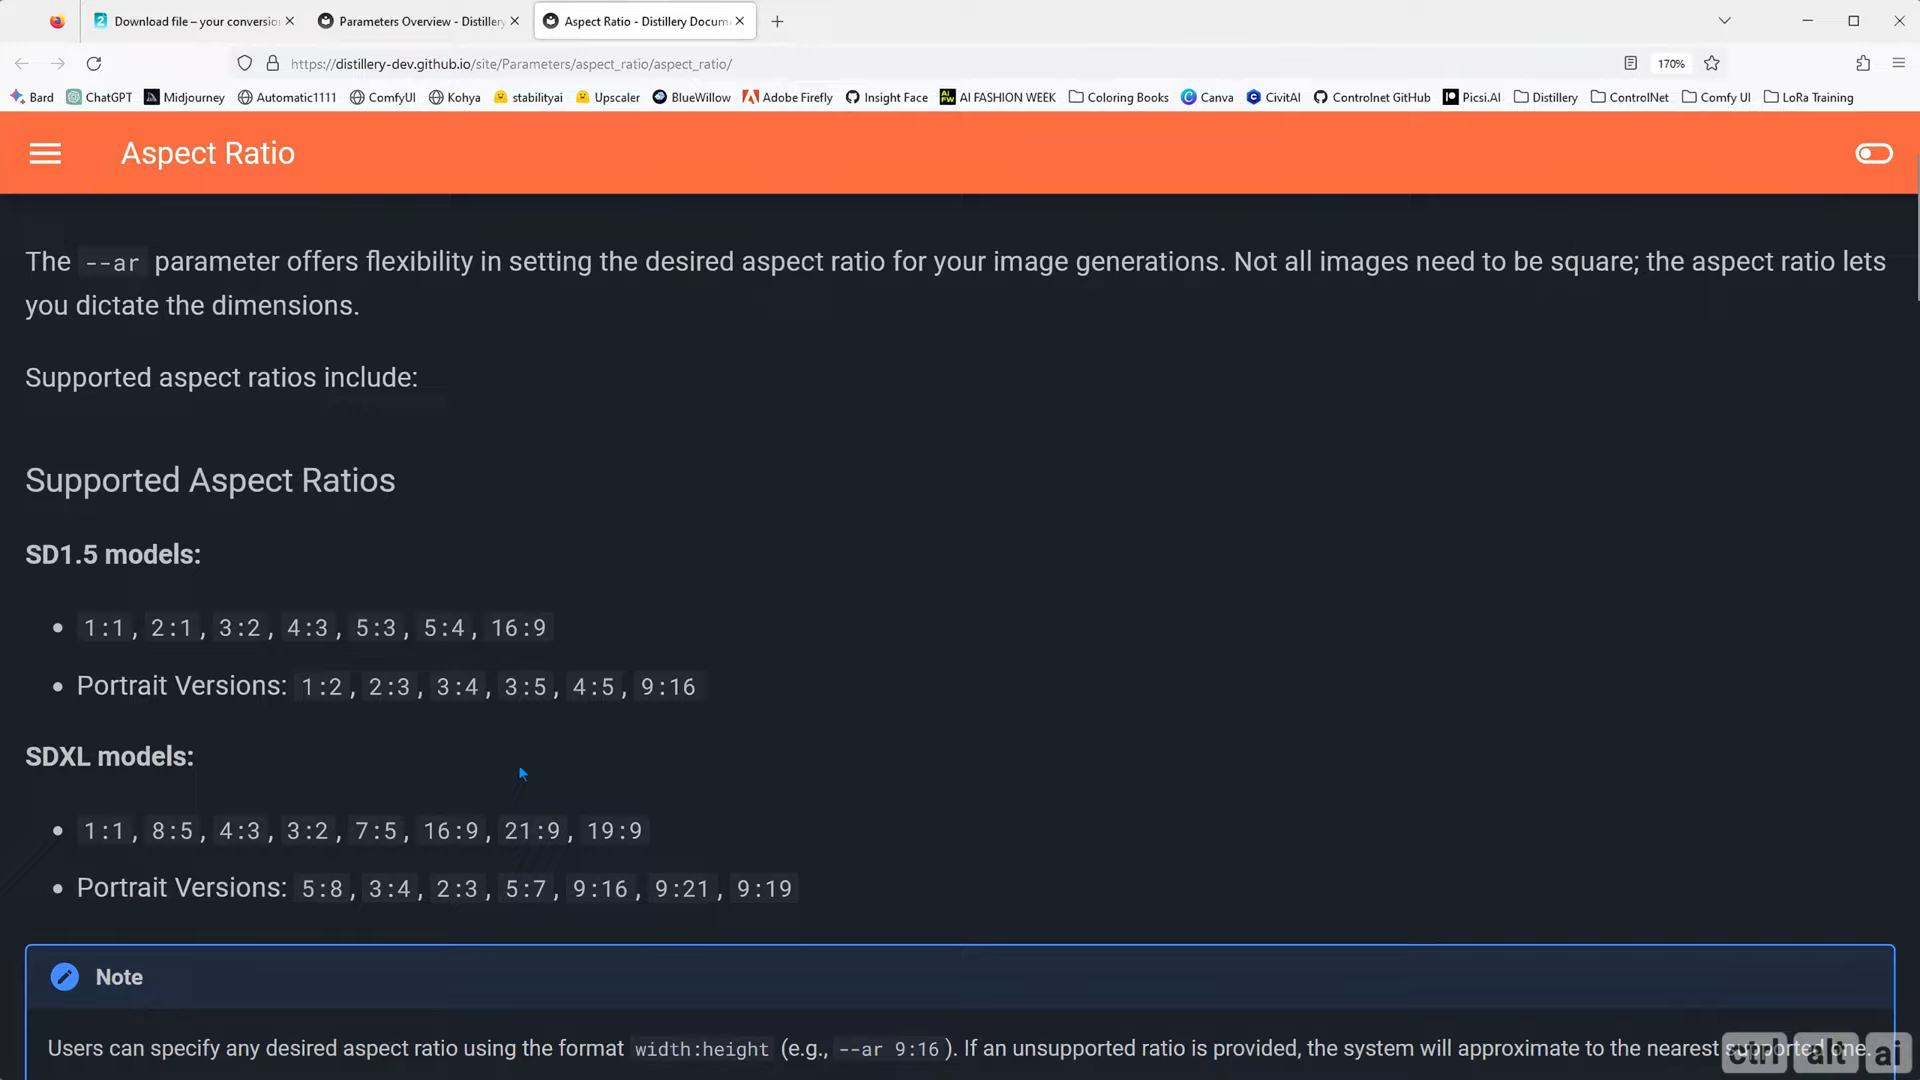 Download file – your conversio
Parameters Overview - Distillery
Aspect Ratio - Distillery Docum
https://distillery-dev.github.io/site/Parameters/aspect_ratio/aspect_ratio/
170%
Bard ChatGPT Midjourney Automatic1111 ComfyUI Kohya stabilityai Upscaler BlueWillow Adobe Firefly Insight Face AI FASHION WEEK Coloring Books Canva CivitAI Controlnet GitHub Picsi.AI Distillery ControlNet Comfy UI LoRa Training
Aspect Ratio
The --ar parameter offers flexibility in setting the desired aspect ratio for your image generations. Not all images need to be square; the aspect ratio lets
you dictate the dimensions.
Supported aspect ratios include:
Supported Aspect Ratios
SD1.5 models:
• 1:1, 2:1, 3:2, 4:3, 5:3, 5:4, 16:9
• Portrait Versions: 1:2, 2:3, 3:4, 3:5, 4:5, 9:16
SDXL models:
• 1:1, 8:5, 4:3, 3:2, 7:5, 16:9, 21:9, 19:9
• Portrait Versions: 5:8, 3:4, 2:3, 5:7, 9:16, 9:21, 9:19
Note
Users can specify any desired aspect ratio using the format width:height (e.g., --ar 9:16). If an unsupported ratio is provided, the system will approximate to the nearest supported one.
ctrl alt ai